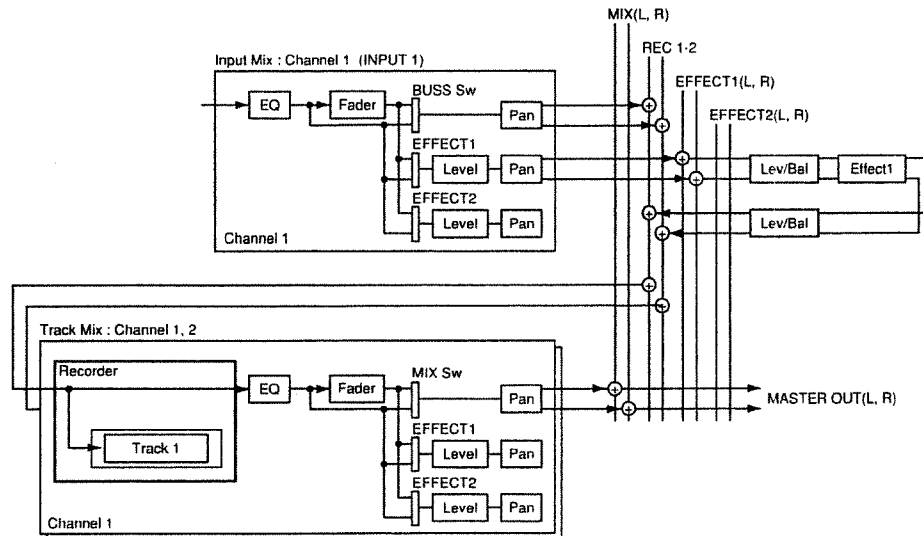 MIX(L, R)
REC 1-2
Input Mix : Channel 1 (INPUT 1)
EFFECT1(L, R)
BUSS Sw
EFFECT2(L, R)
EQ
Fader
Pan
EFFECT1
Level
Pan
Lev/Bal
Effect1
EFFECT2
Level
Pan
Lev/Bal
Channel 1
Track Mix : Channel 1, 2
Recorder
MIX Sw
EQ
Fader
Pan
MASTER OUT(L, R)
EFFECT1
Track 1
Level
Pan
EFFECT2
Level
Pan
Channel 1